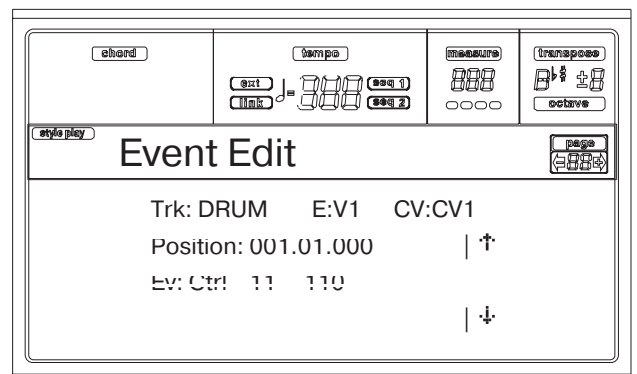 chord tempo measure transpose
ext seq 1
link seq 2
octave
style play
Event Edit
page
Trk: DRUM E:V1 CV:CV1
Position: 001.01.000
Ev: Ctrl 11 110